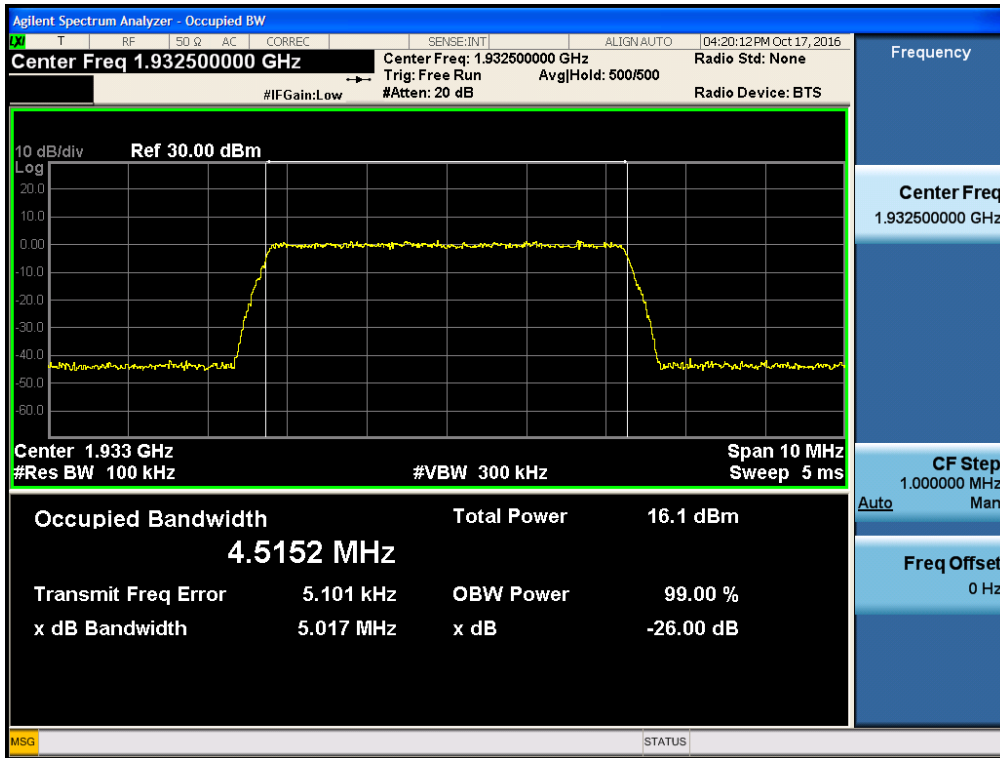 Agilent Spectrum Analyzer - Occupied BW
LXI T RF 50 Ω AC CORREC SENSE:INT ALIGN AUTO 04:20:12 PM Oct 17, 2016
Center Freq 1.932500000 GHz
Center Freq: 1.932500000 GHz Radio Std: None
Trig: Free Run Avg|Hold: 500/500
#IFGain:Low #Atten: 20 dB Radio Device: BTS
10 dB/div Ref 30.00 dBm
Log
20.0
10.0
0.00
-10.0
-20.0
-30.0
-40.0
-50.0
-60.0
Center 1.933 GHz Span 10 MHz
#Res BW 100 kHz #VBW 300 kHz Sweep 5 ms
Occupied Bandwidth Total Power 16.1 dBm
4.5152 MHz
Transmit Freq Error 5.101 kHz OBW Power 99.00 %
x dB Bandwidth 5.017 MHz x dB -26.00 dB
Frequency
Center Freq
1.932500000 GHz
CF Step
1.000000 MHz
Auto Man
Freq Offset
0 Hz
MSG STATUS